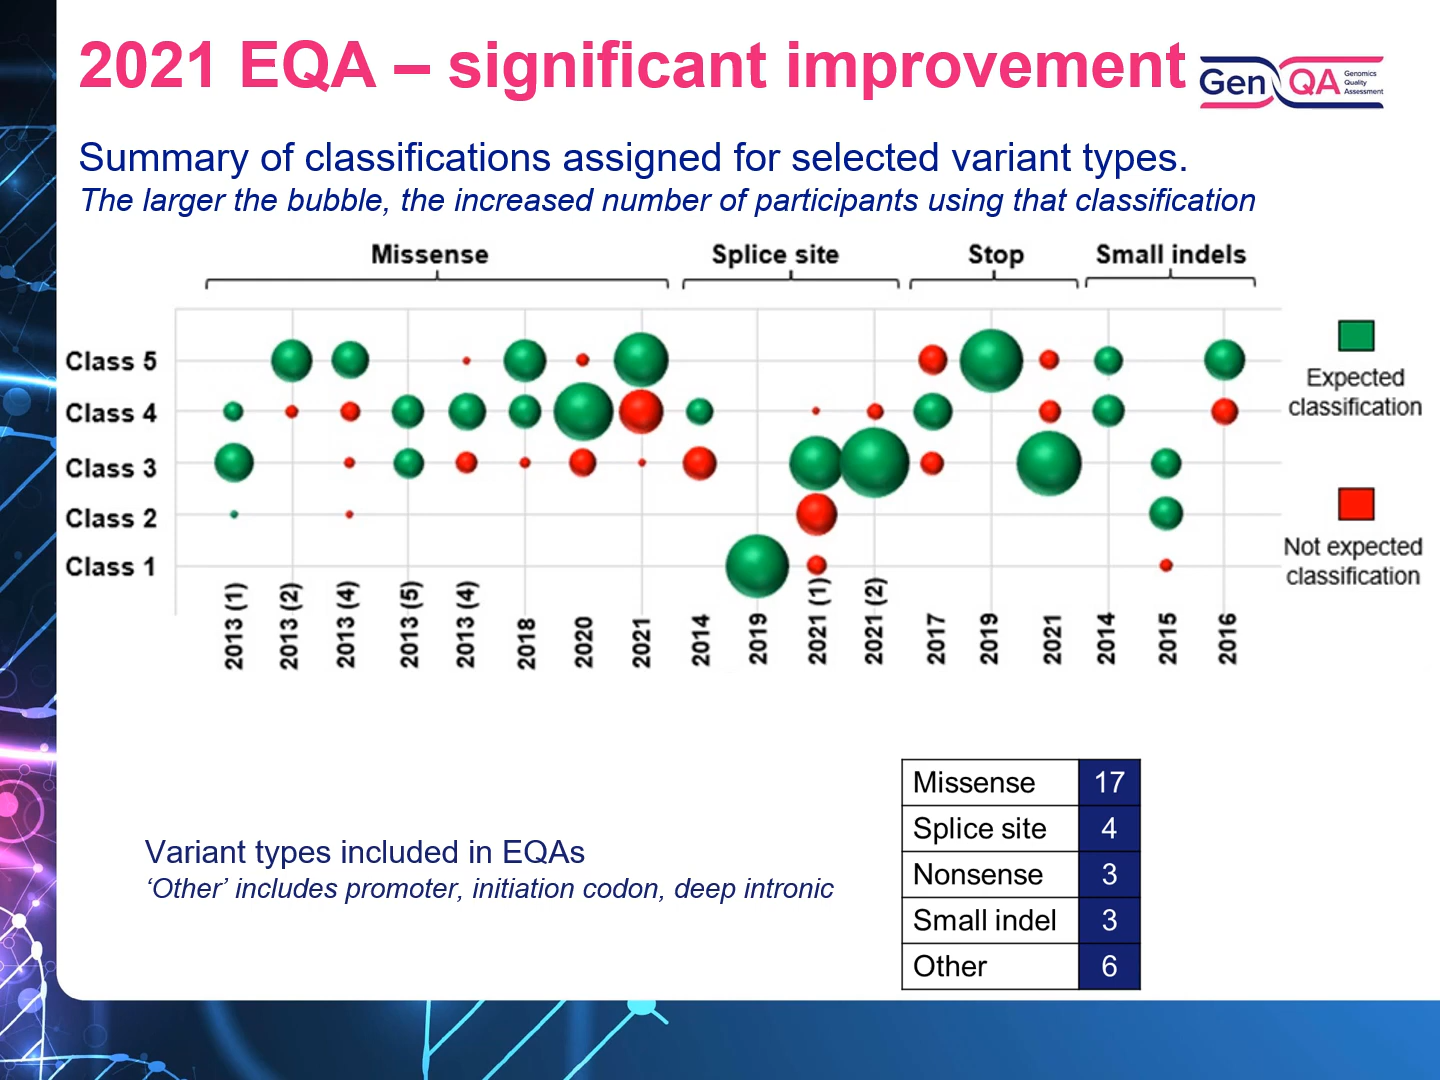 2021 EQA – significant improvement
GenQA Genomics
Quality
Assessment
Summary of classifications assigned for selected variant types.
The larger the bubble, the increased number of participants using that classification
Missense Splice site Stop Small indels
Class 5
Class 4
Class 3
Class 2
Class 1
Expected
classification
Not expected
classification
2013 (1) 2013 (2) 2013 (4) 2013 (5) 2013 (4) 2018 2020 2021 2014 2019 2021 (1) 2021 (2) 2017 2019 2021 2014 2015 2016
Variant types included in EQAs
‘Other’ includes promoter, initiation codon, deep intronic
Missense 17
Splice site 4
Nonsense 3
Small indel 3
Other 6